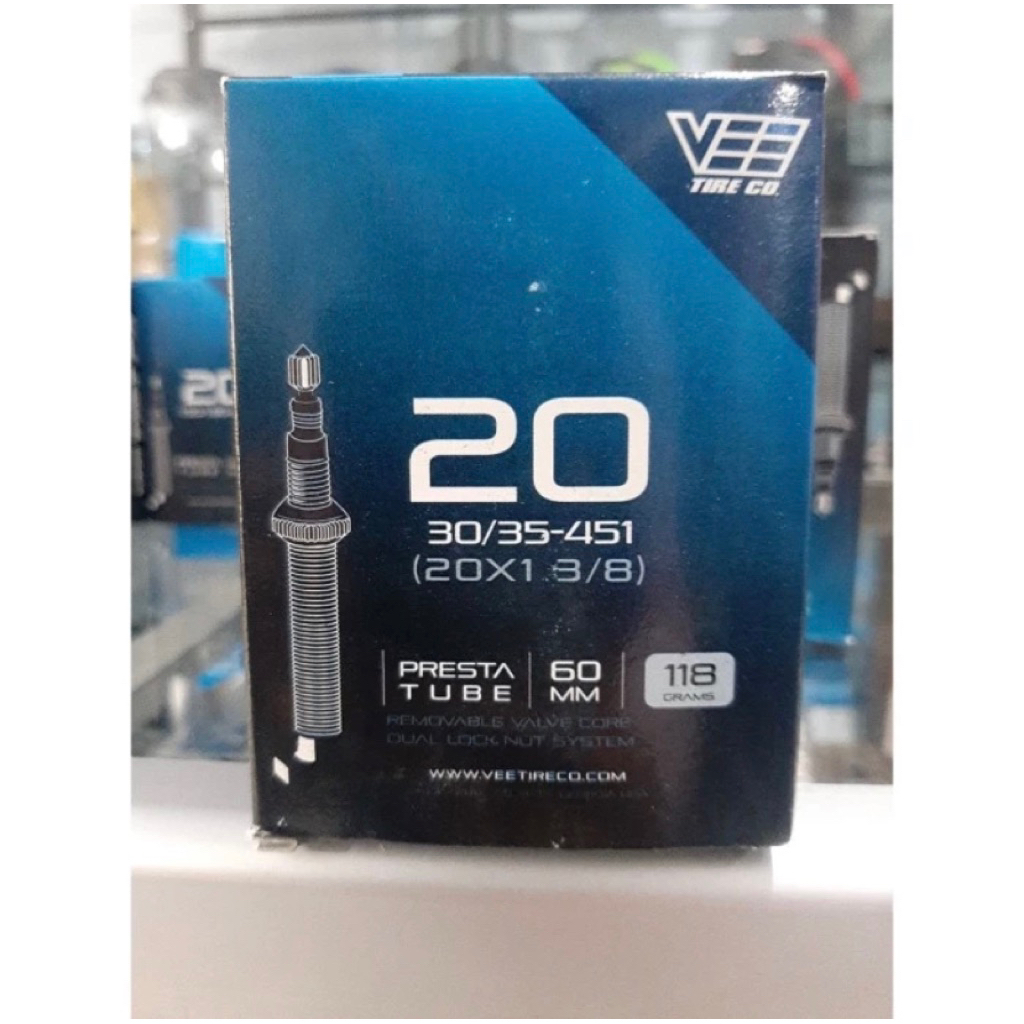 VEE
TIRE CO.
20
30/35-451
(20X1 3/8)
PRESTA
TUBE
60
MM
118
GRAMS
REMOVABLE VALVE CORE
DUAL LOCK NUT SYSTEM
WWW.VEETIRECO.COM
20